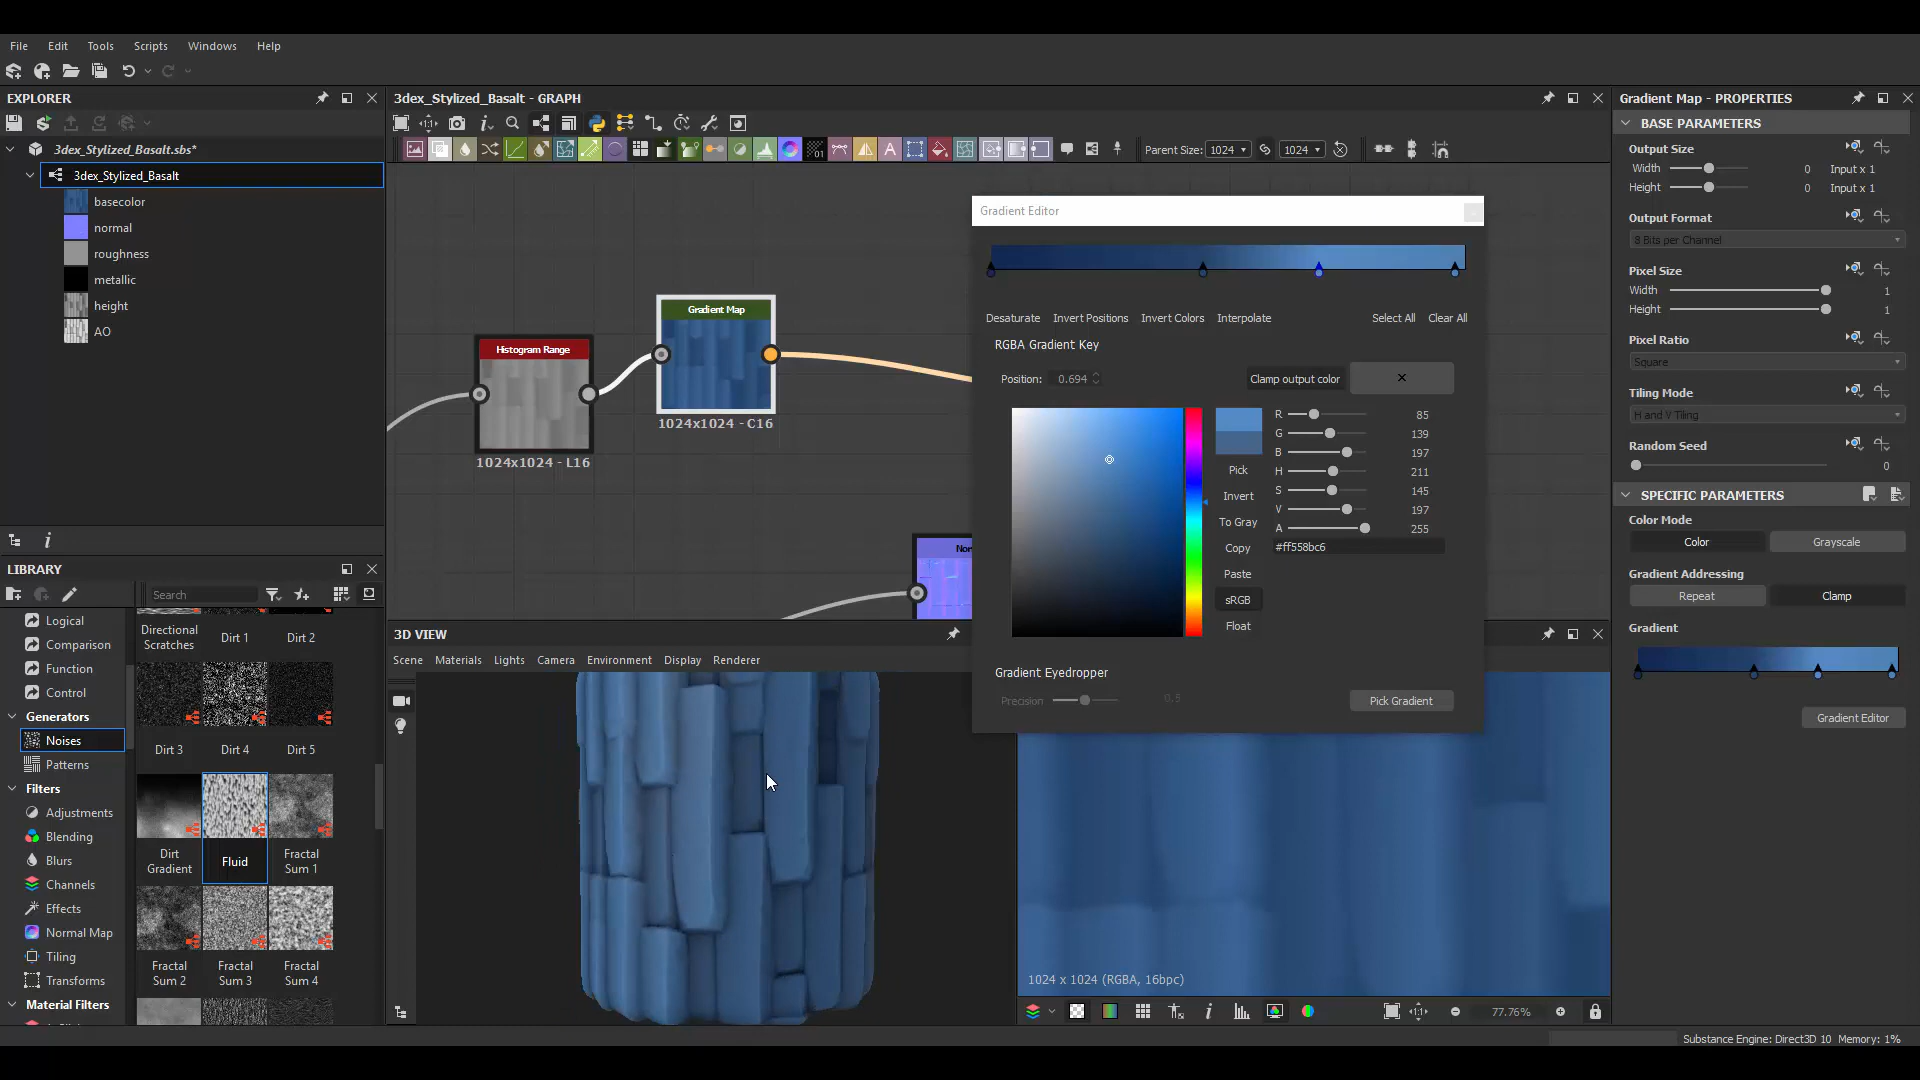 File Edit Tools Scripts Windows Help
EXPLORER
3dex_Stylized_Basalt.sbs*
3dex_Stylized_Basalt
basecolor
normal
roughness
metallic
height
AO
LIBRARY
Search
Logical
Comparison
Function
Control
Generators
Noises
Patterns
Filters
Adjustments
Blending
Blurs
Channels
Effects
Normal Map
Tiling
Transforms
Material Filters
Directional Scratches
Dirt 1
Dirt 2
Dirt 3
Dirt 4
Dirt 5
Dirt Gradient
Fluid
Fractal Sum 1
Fractal Sum 2
Fractal Sum 3
Fractal Sum 4
3dex_Stylized_Basalt - GRAPH
Parent Size: 1024 1024
Histogram Range
1024x1024 - L16
Gradient Map
1024x1024 - C16
Nor
Gradient Editor
Desaturate Invert Positions Invert Colors Interpolate Select All Clear All
RGBA Gradient Key
Position: 0.694
Clamp output color
Pick
Invert
To Gray
Copy
Paste
sRGB
Float
R 85
G 139
B 197
H 211
S 145
V 197
A 255
#ff558bc6
Gradient Eyedropper
Precision 0.5
Pick Gradient
3D VIEW
Scene Materials Lights Camera Environment Display Renderer
1024 x 1024 (RGBA, 16bpc)
77.76%
Gradient Map - PROPERTIES
BASE PARAMETERS
Output Size
Width 0 Input x 1
Height 0 Input x 1
Output Format
8 Bits per Channel
Pixel Size
Width 1
Height 1
Pixel Ratio
Square
Tiling Mode
H and V Tiling
Random Seed
0
SPECIFIC PARAMETERS
Color Mode
Color Grayscale
Gradient Addressing
Repeat Clamp
Gradient
Gradient Editor
Substance Engine: Direct3D 10 Memory: 1%